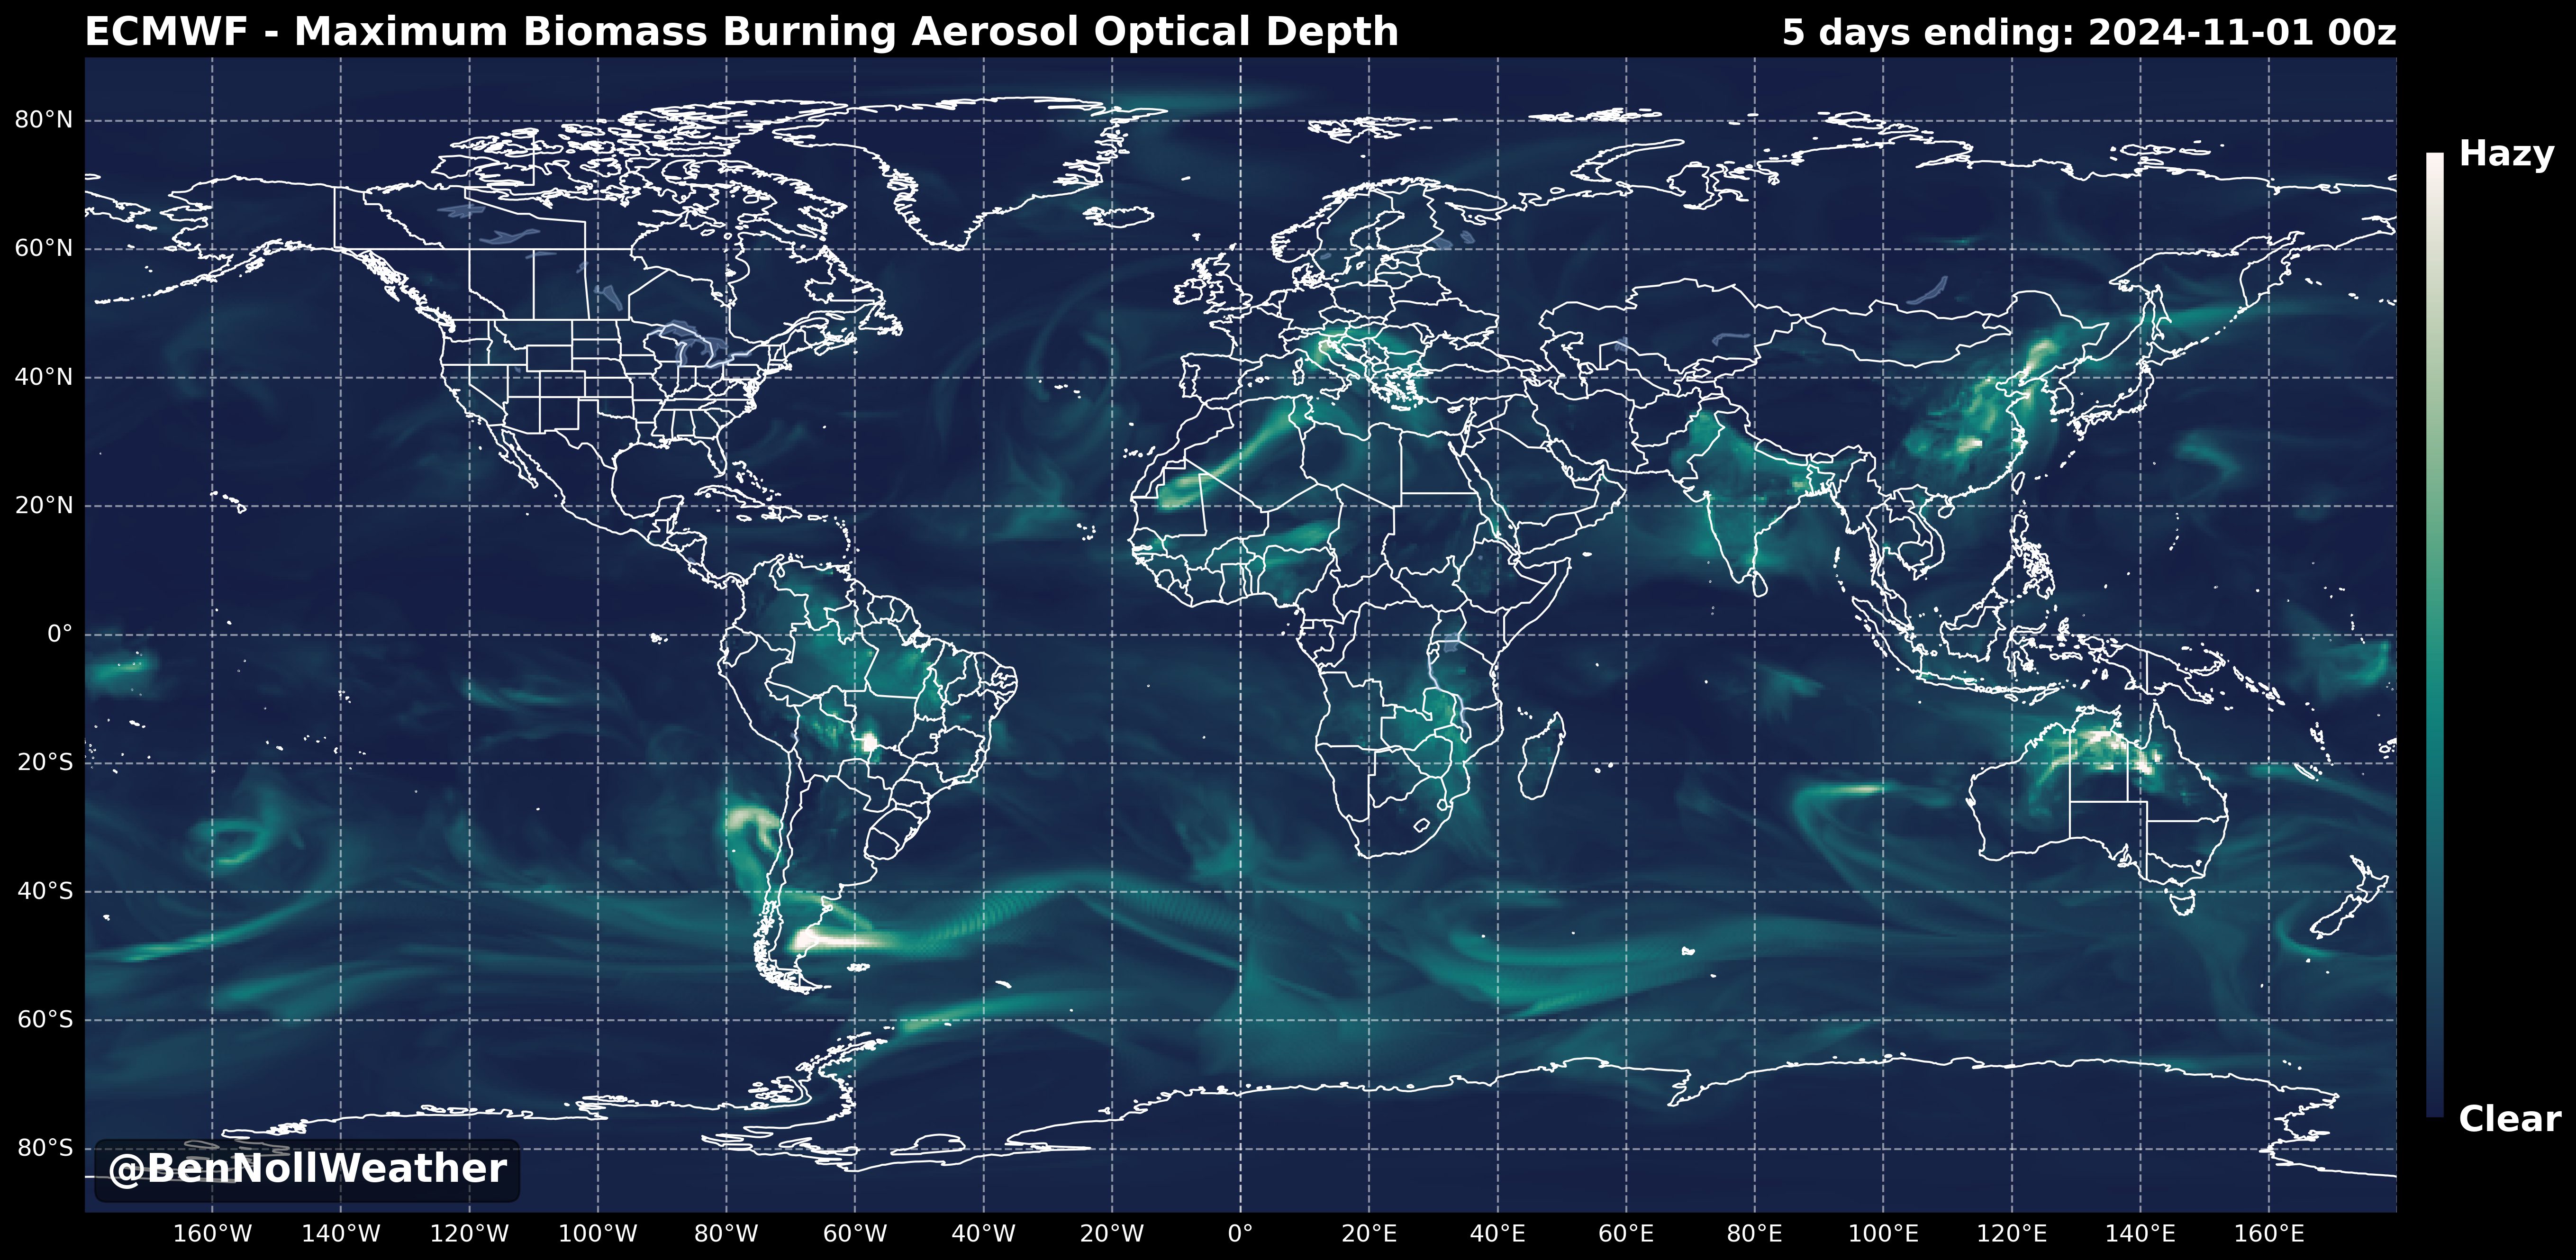 ECMWF - Maximum Biomass Burning Aerosol Optical Depth
5 days ending: 2024-11-01 00z
80°N
60°N
40°N
20°N
0°
20°S
40°S
60°S
80°S
Hazy
Clear
@BenNollWeather
160°W 140°W 120°W 100°W 80°W 60°W 40°W 20°W 0° 20°E 40°E 60°E 80°E 100°E 120°E 140°E 160°E